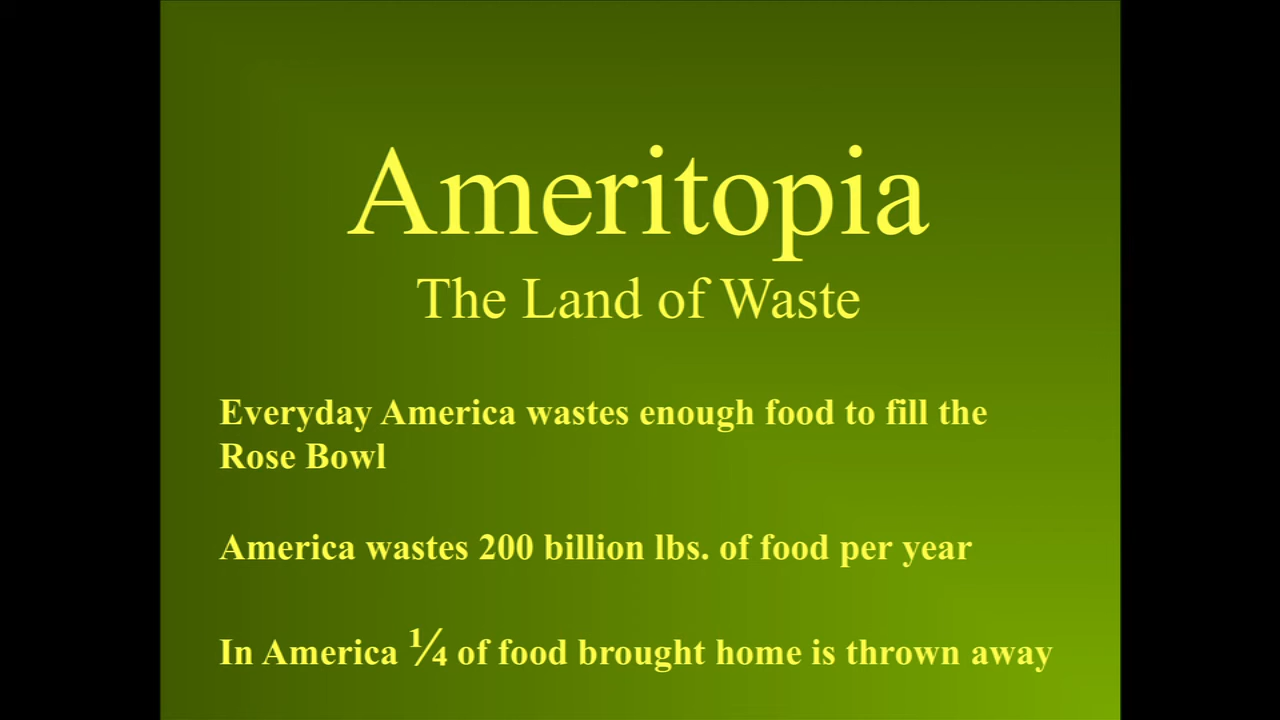 Ameritopia
The Land of Waste
Everyday America wastes enough food to fill the
Rose Bowl
America wastes 200 billion lbs. of food per year
In America ¼ of food brought home is thrown away